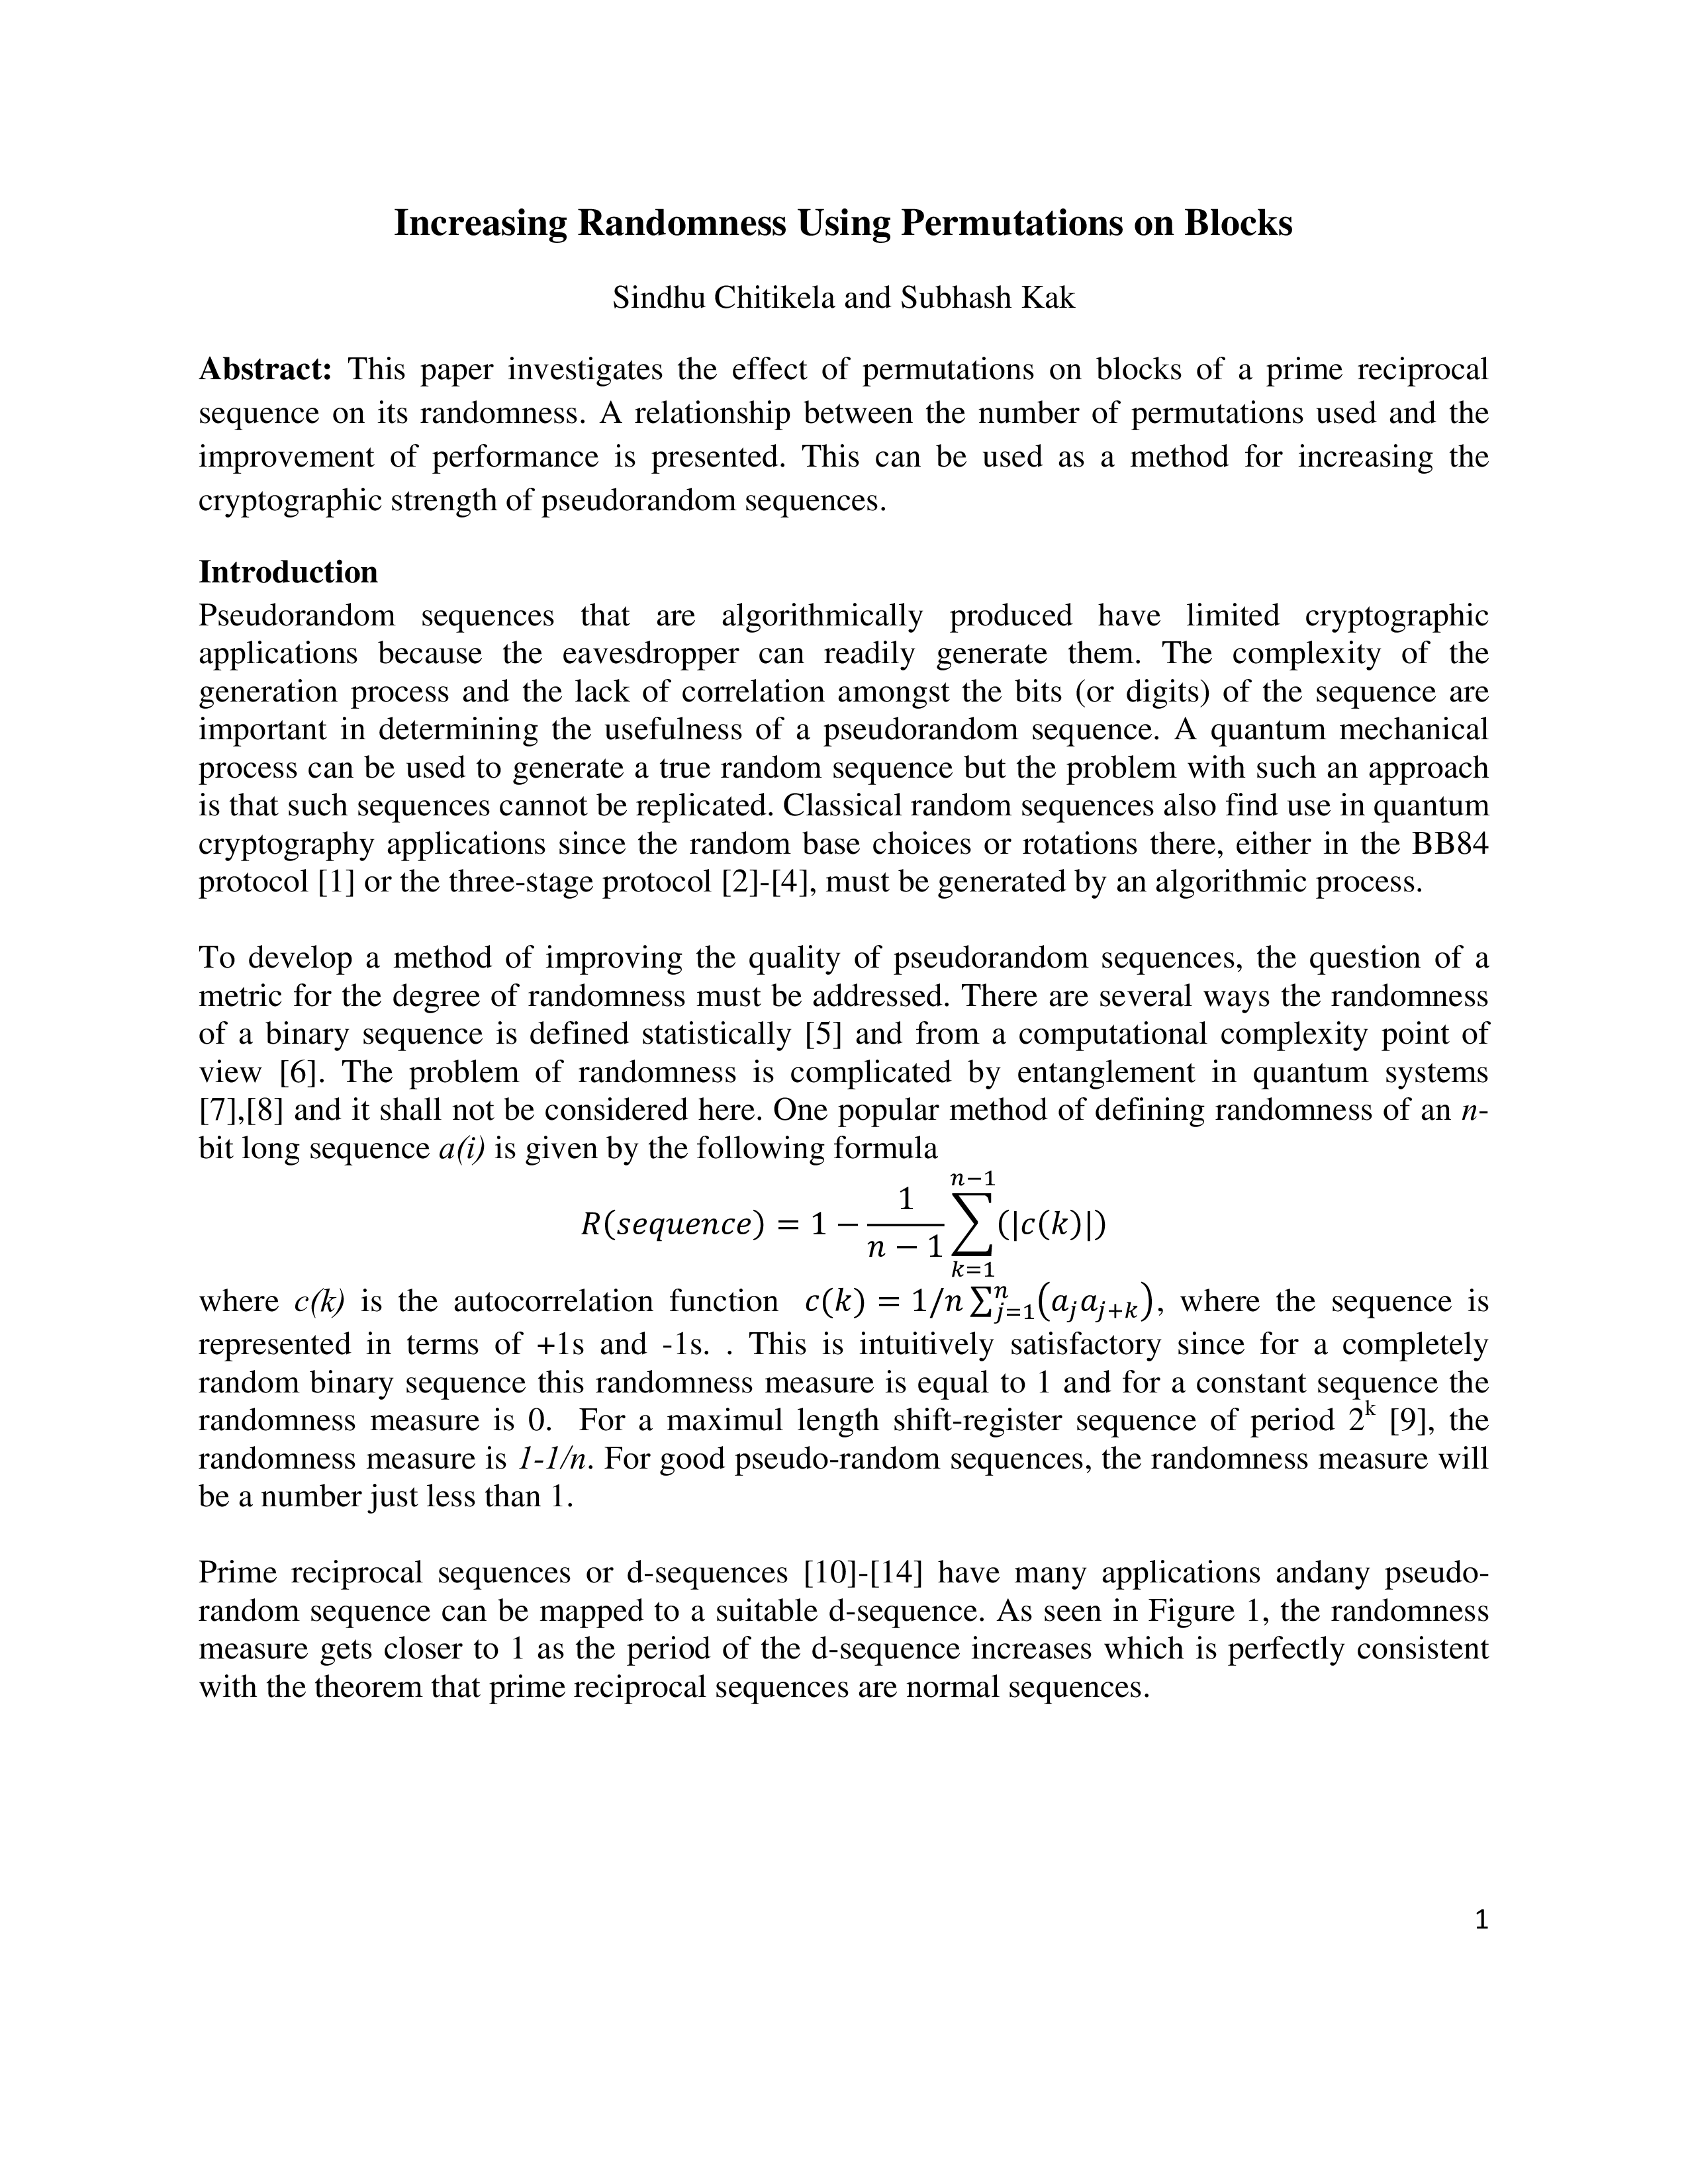 Increasing Randomness Using Permutations on Blocks
Sindhu Chitikela and Subhash Kak
Abstract: This paper investigates the effect of permutations on blocks of a prime reciprocal
sequence on its randomness. A relationship between the number of permutations used and the
improvement of performance is presented. This can be used as a method for increasing the
cryptographic strength of pseudorandom sequences.
Introduction
Pseudorandom sequences that are algorithmically produced have limited cryptographic
applications because the eavesdropper can readily generate them. The complexity of the
generation process and the lack of correlation amongst the bits (or digits) of the sequence are
important in determining the usefulness of a pseudorandom sequence. A quantum mechanical
process can be used to generate a true random sequence but the problem with such an approach
is that such sequences cannot be replicated. Classical random sequences also find use in quantum
cryptography applications since the random base choices or rotations there, either in the BB84
protocol [1] or the three-stage protocol [2]-[4], must be generated by an algorithmic process.
To develop a method of improving the quality of pseudorandom sequences, the question of a
metric for the degree of randomness must be addressed. There are several ways the randomness
of a binary sequence is defined statistically [5] and from a computational complexity point of
view [6]. The problem of randomness is complicated by entanglement in quantum systems
[7],[8] and it shall not be considered here. One popular method of defining randomness of an n-
bit long sequence a(i) is given by the following formula
R(sequence) = 1 − \frac{1}{n − 1} \sum_{k=1}^{n−1} (|c(k)|)
where c(k) is the autocorrelation function c(k) = 1/n ∑_{j=1}^{n} (a_j a_{j+k}), where the sequence is
represented in terms of +1s and -1s. . This is intuitively satisfactory since for a completely
random binary sequence this randomness measure is equal to 1 and for a constant sequence the
randomness measure is 0. For a maximul length shift-register sequence of period 2^k [9], the
randomness measure is 1-1/n. For good pseudo-random sequences, the randomness measure will
be a number just less than 1.
Prime reciprocal sequences or d-sequences [10]-[14] have many applications andany pseudo-
random sequence can be mapped to a suitable d-sequence. As seen in Figure 1, the randomness
measure gets closer to 1 as the period of the d-sequence increases which is perfectly consistent
with the theorem that prime reciprocal sequences are normal sequences.
1